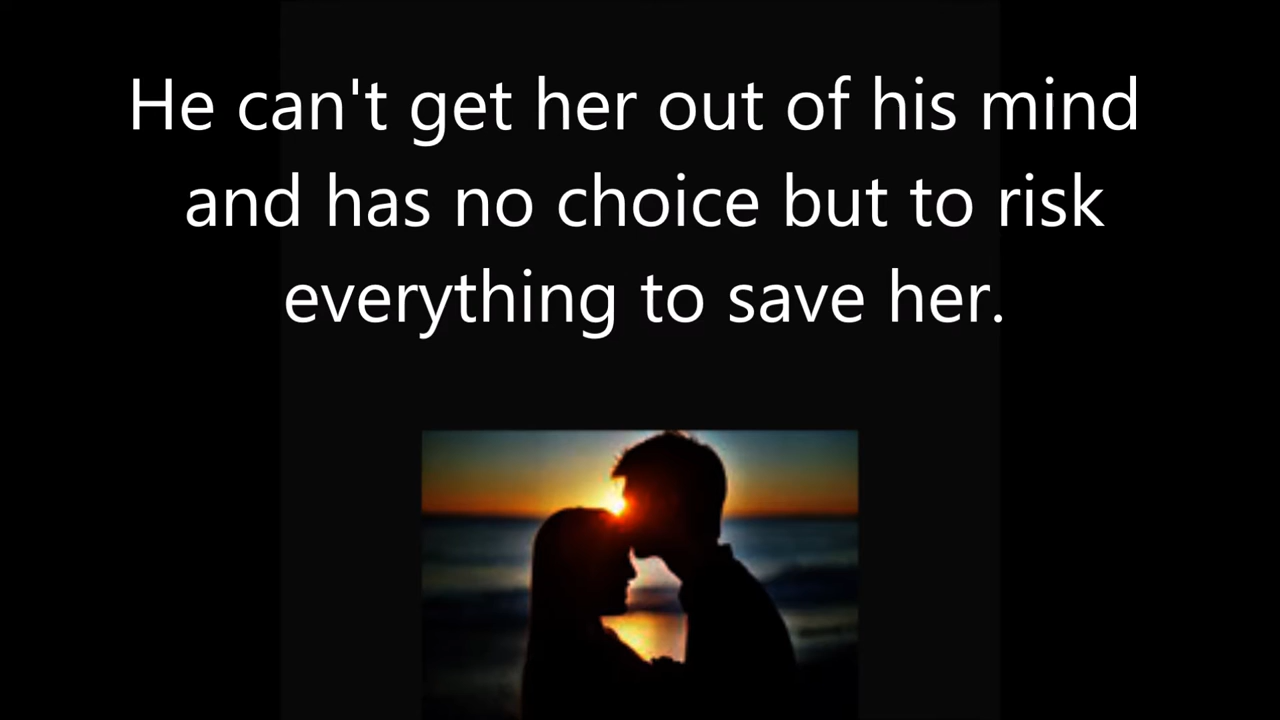 He can't get her out of his mind
and has no choice but to risk
everything to save her.